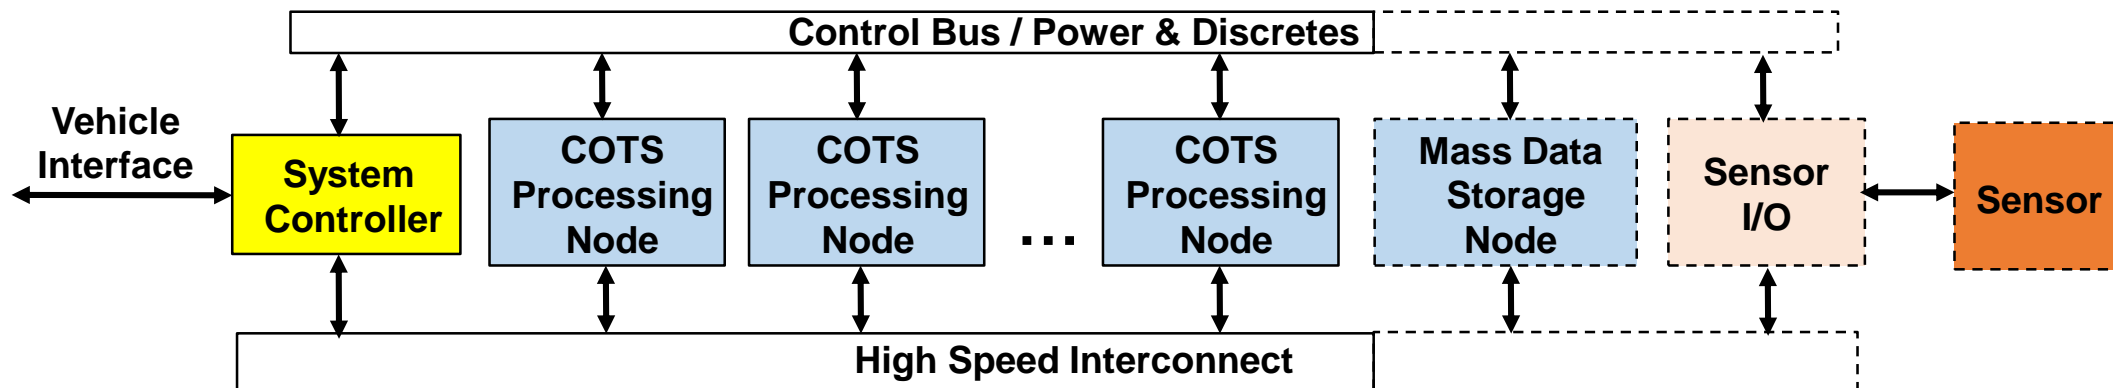 Control Bus / Power & Discretes
Vehicle
Interface
System
Controller
COTS
Processing
Node
COTS
Processing
Node
...
COTS
Processing
Node
Mass Data
Storage
Node
Sensor
I/O
Sensor
High Speed Interconnect